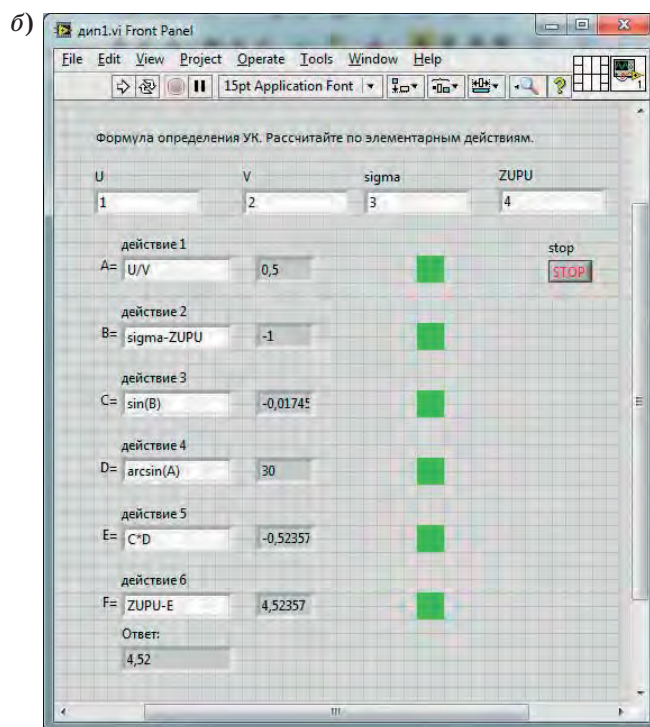 б)
дип1.vi Front Panel
File Edit View Project Operate Tools Window Help
15pt Application Font
1
Формула определения УК. Рассчитайте по элементарным действиям.
U V sigma ZUPU
1 2 3 4
действие 1
A= U/V 0,5
stop
STOP
действие 2
B= sigma-ZUPU -1
действие 3
C= sin(B) -0,01745
действие 4
D= arcsin(A) 30
действие 5
E= C*D -0,52357
действие 6
F= ZUPU-E 4,52357
Ответ:
4,52